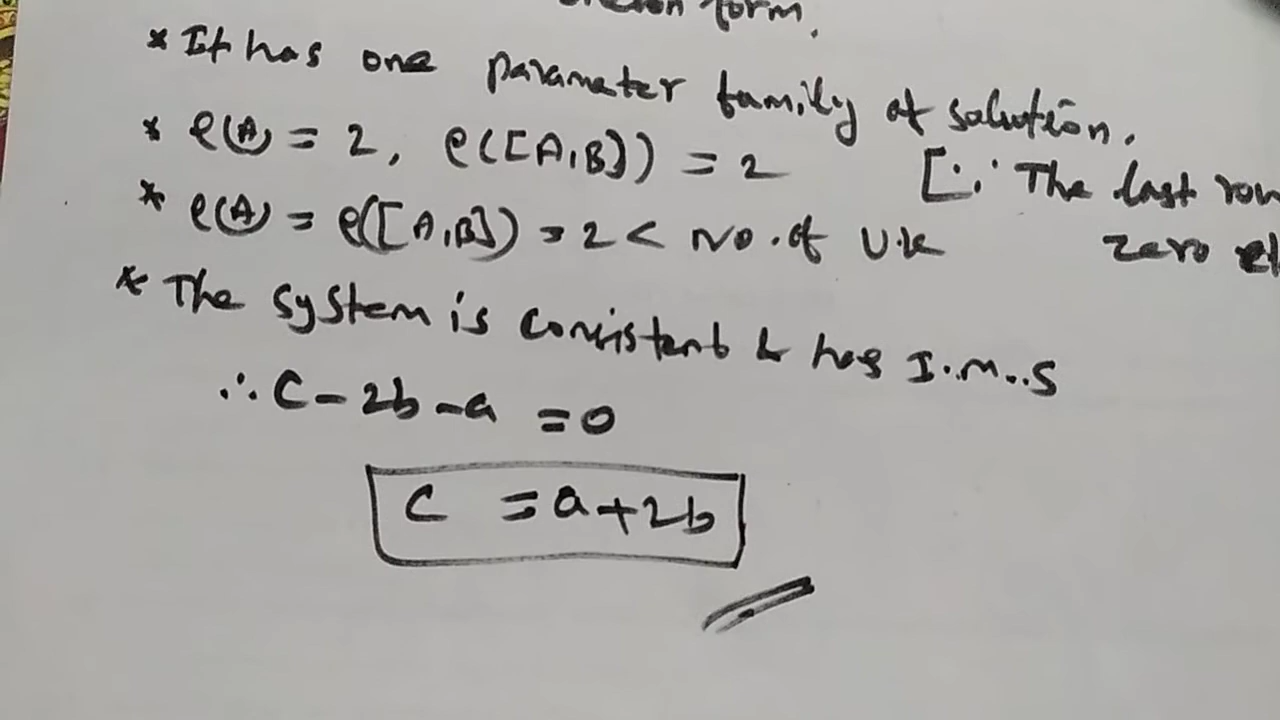 form.
* It has one parameter family of solution.
* ρ(A) = 2, ρ([A,B]) = 2 [∵ The last row
* ρ(A) = ρ([A,B]) = 2 < No. of U.K zero
* The system is consistent & has I.M..S
∴ C - 2b - a = 0
C = a + 2b